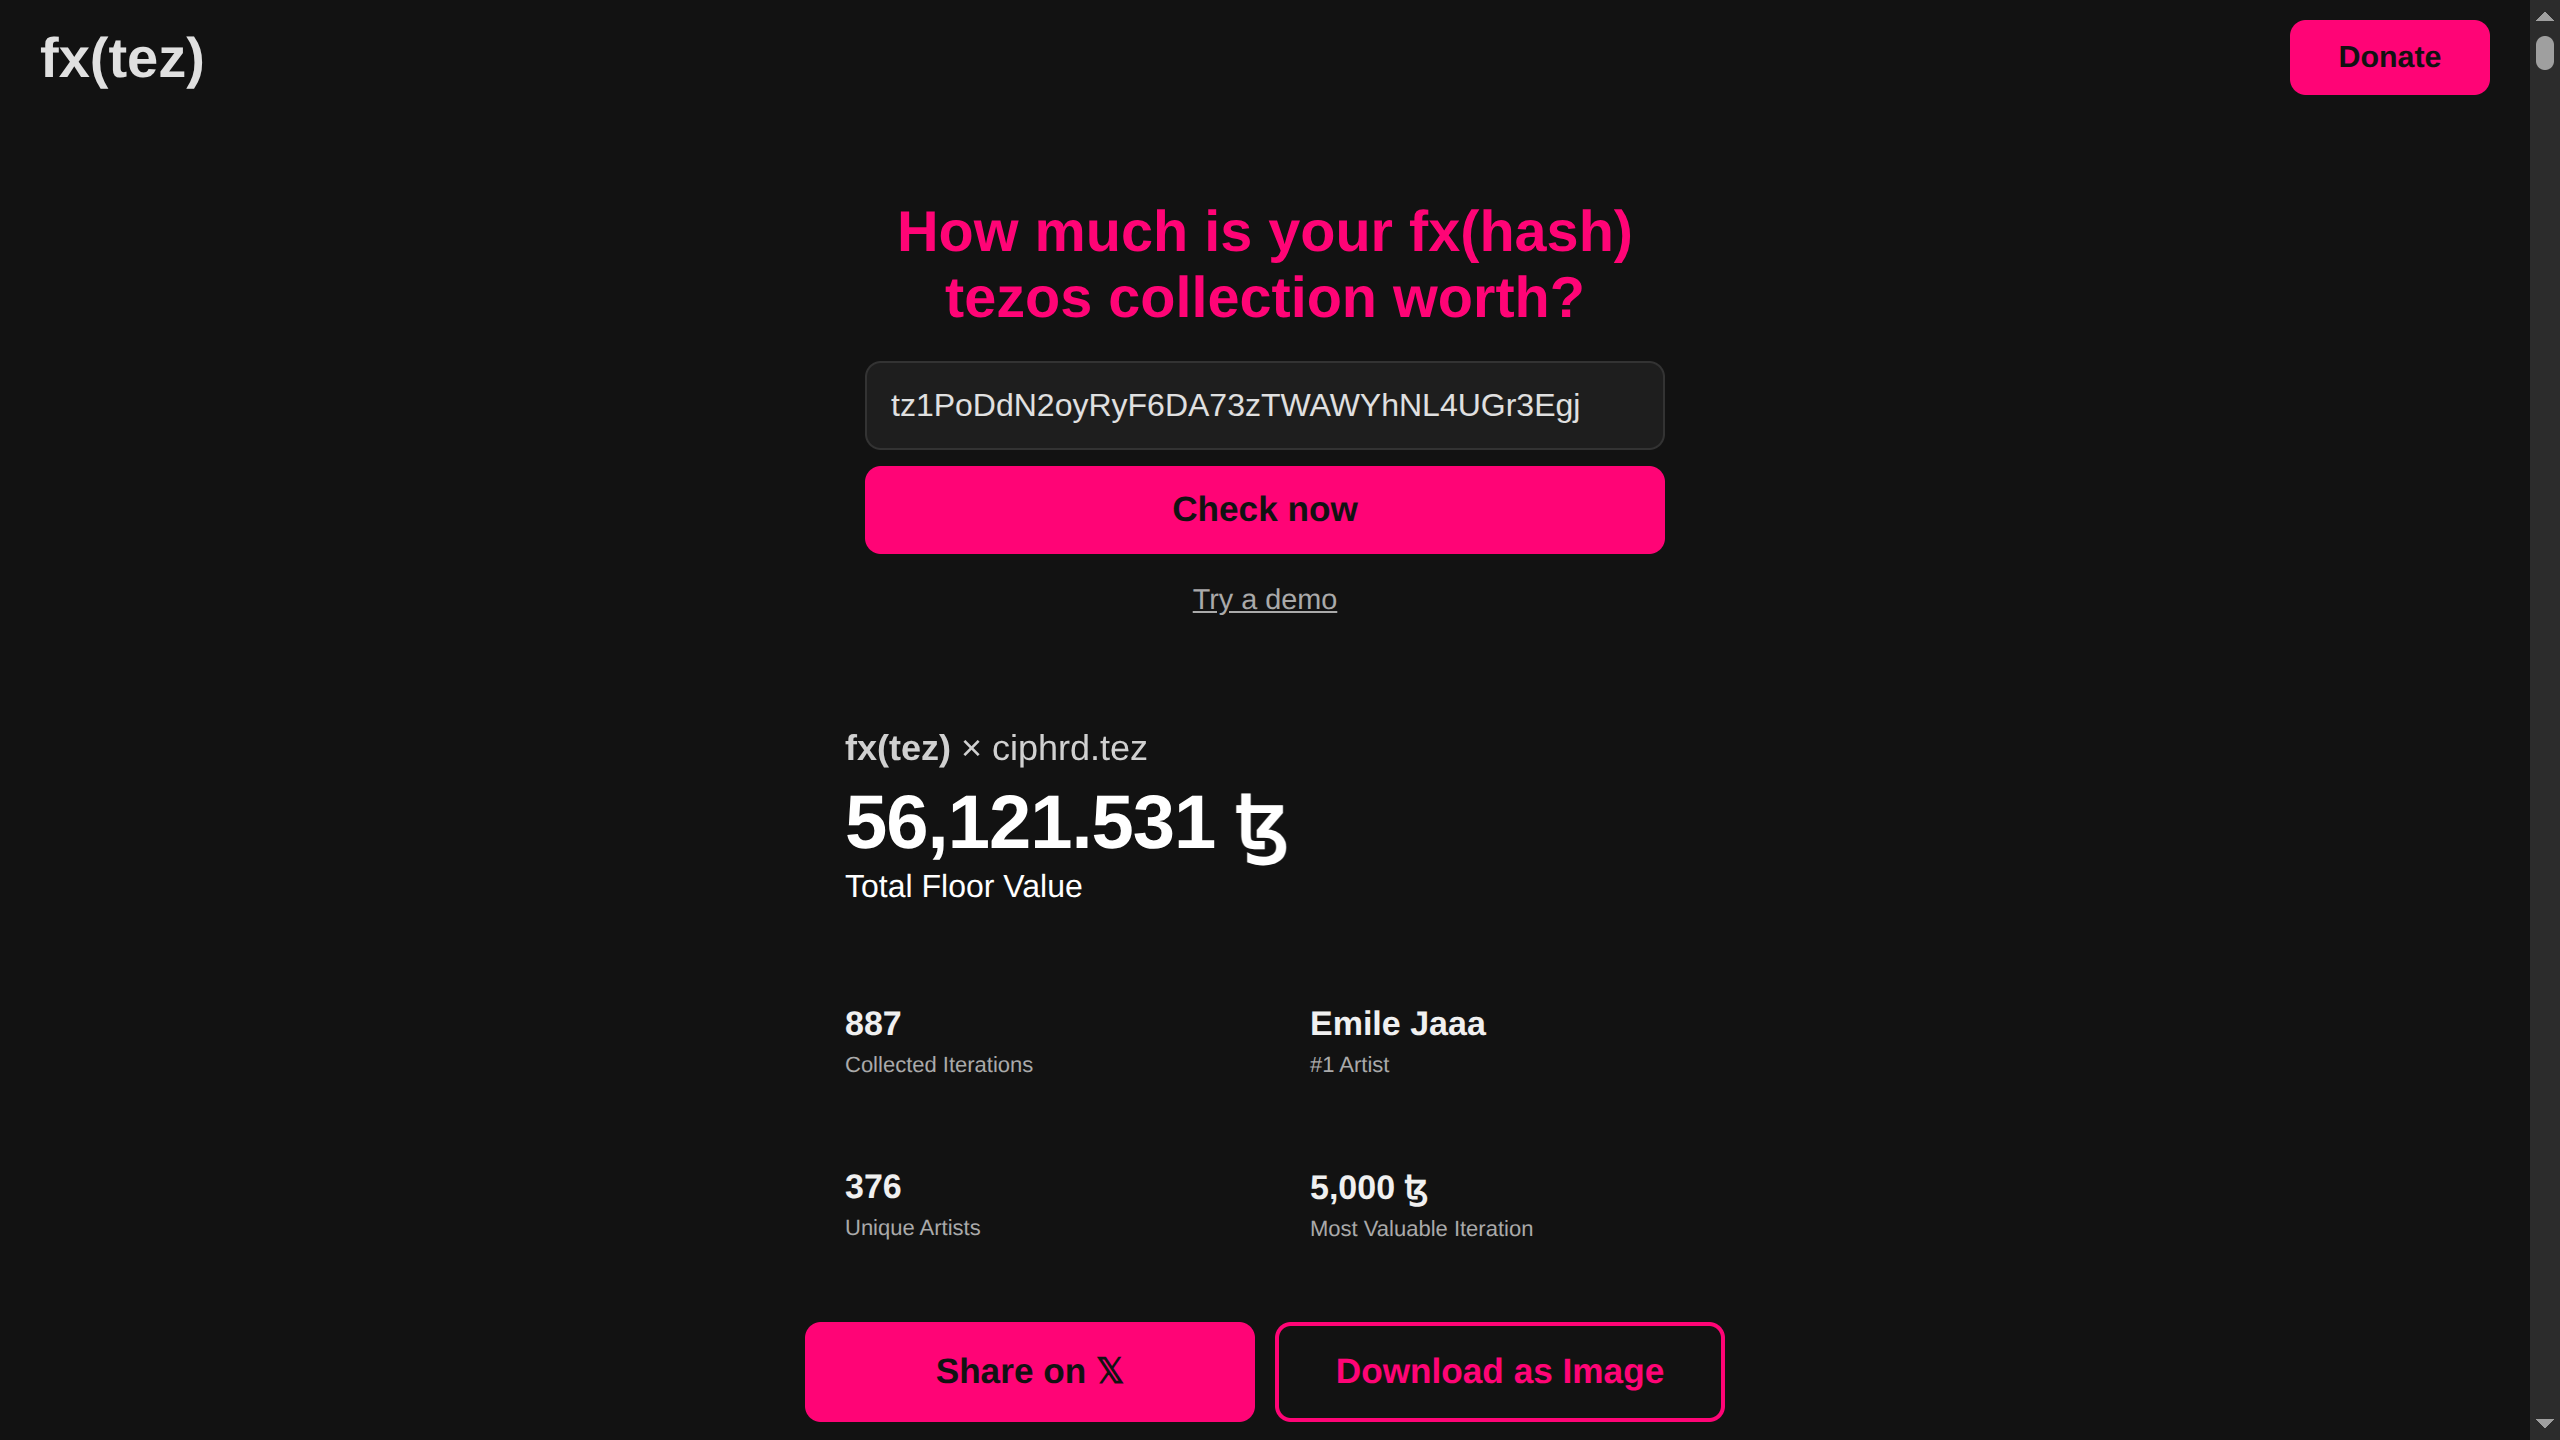 fx(tez)
Donate
How much is your fx(hash)
tezos collection worth?
tz1PoDdN2oyRyF6DA73zTWAWYhNL4UGr3Egj
Check now
Try a demo
fx(tez) × ciphrd.tez
56,121.531 ꜩ
Total Floor Value
887
Collected Iterations
Emile Jaaa
#1 Artist
376
Unique Artists
5,000 ꜩ
Most Valuable Iteration
Share on 𝕏
Download as Image